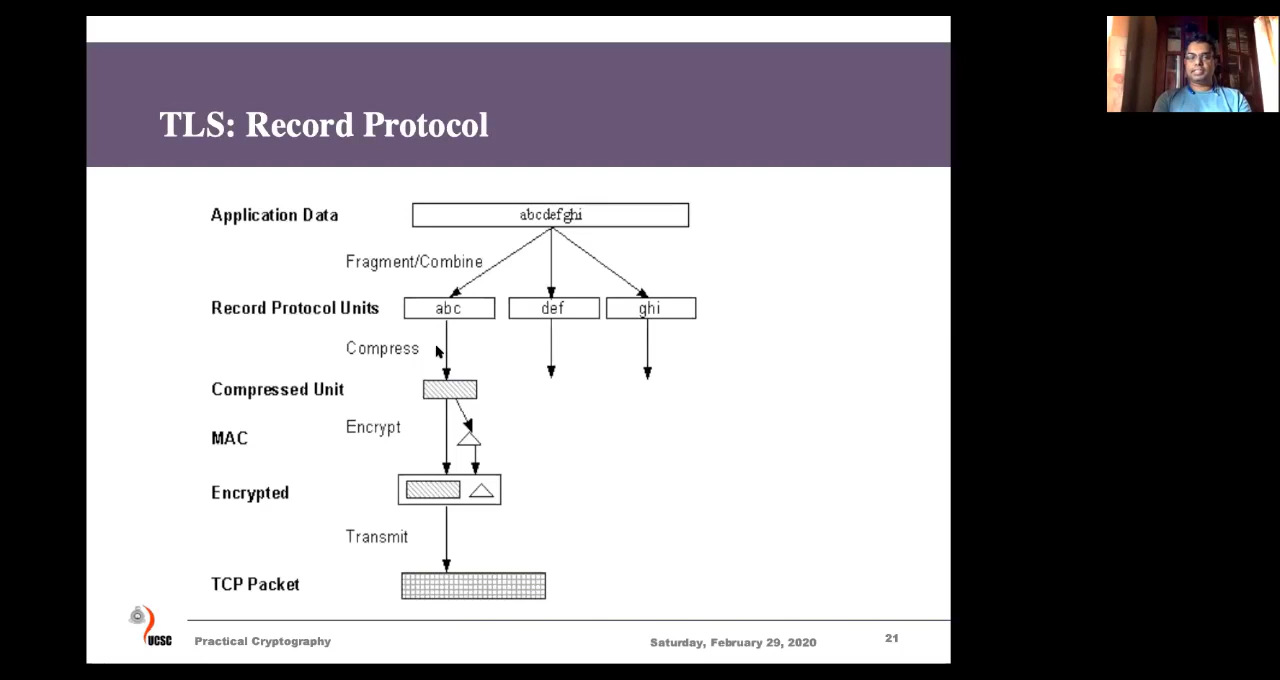 TLS: Record Protocol
Application Data
abcdefghi
Fragment/Combine
Record Protocol Units
abc
def
ghi
Compress
Compressed Unit
Encrypt
MAC
Encrypted
Transmit
TCP Packet
UCSC
Practical Cryptography
Saturday, February 29, 2020
21